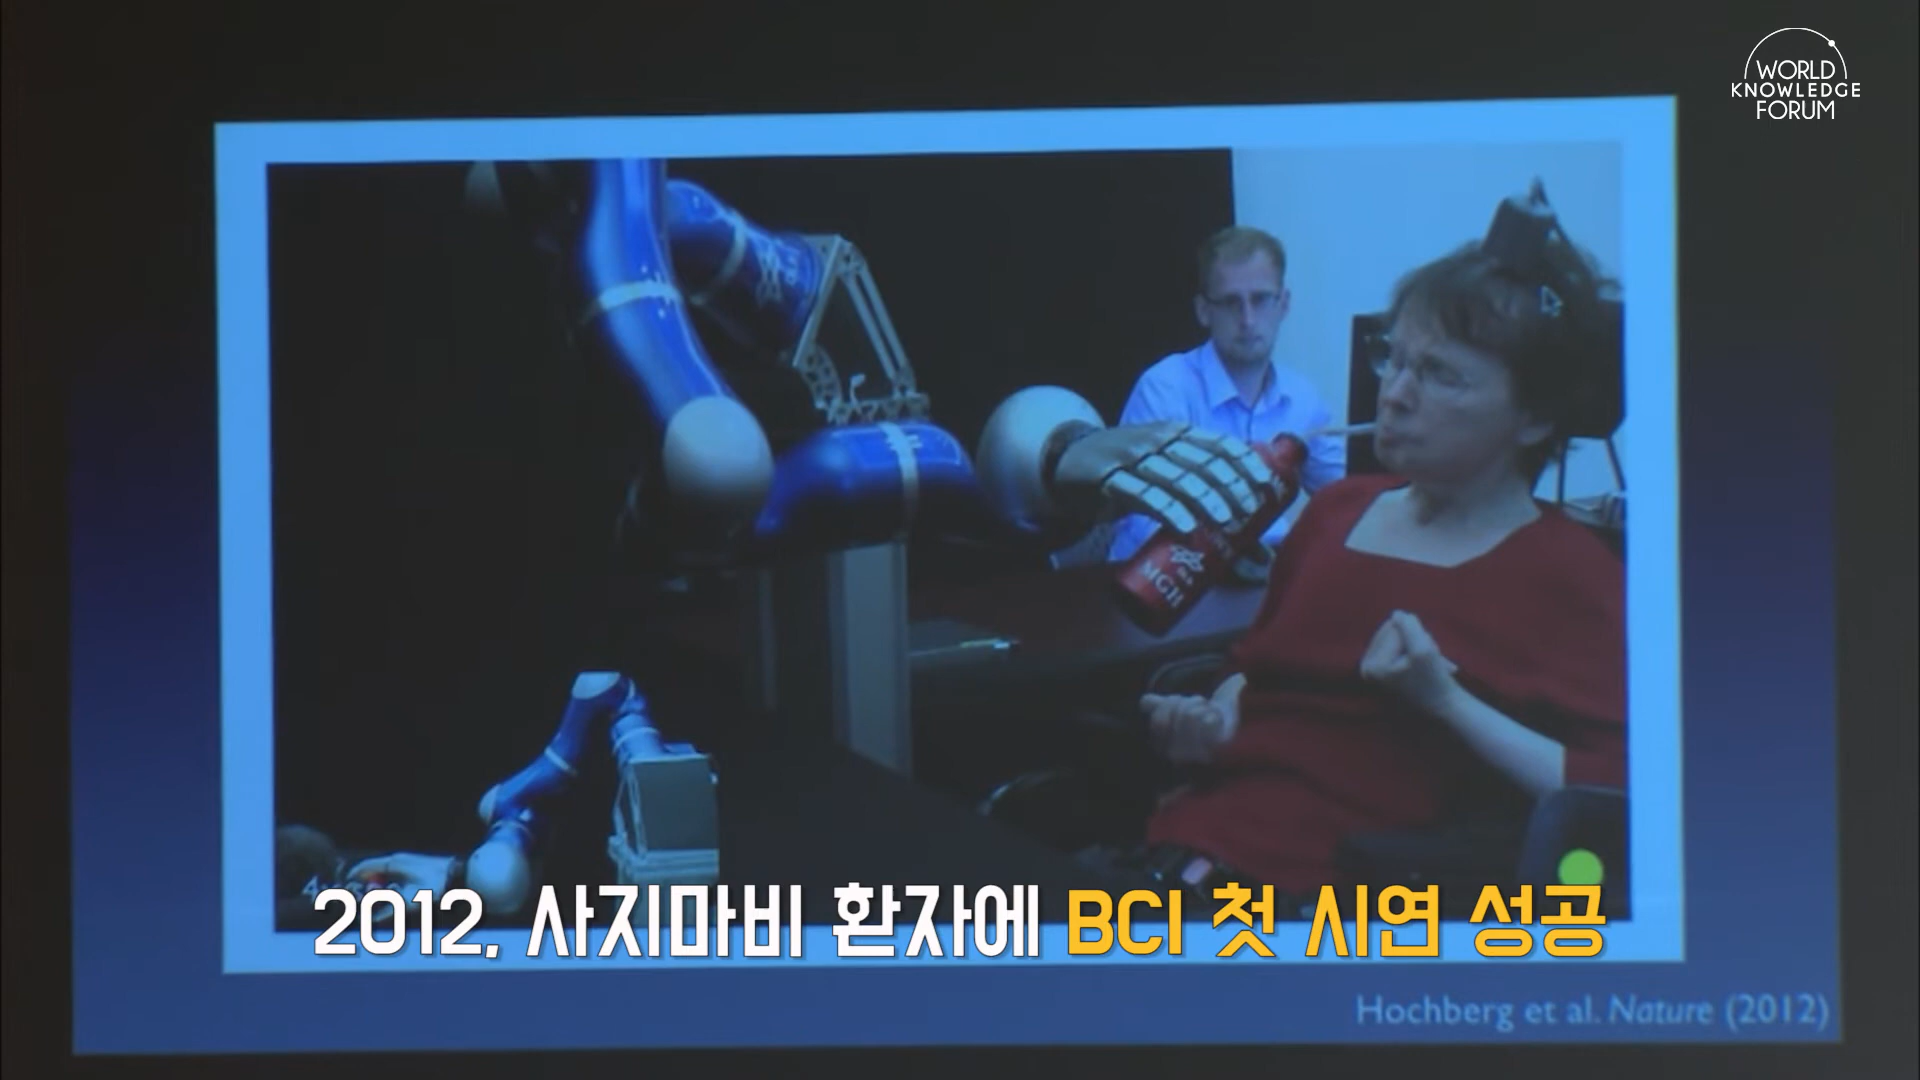 WORLD
KNOWLEDGE
FORUM
MGH
2012, 사지마비 환자에 BCI 첫 시연 성공
Hochberg et al. Nature (2012)